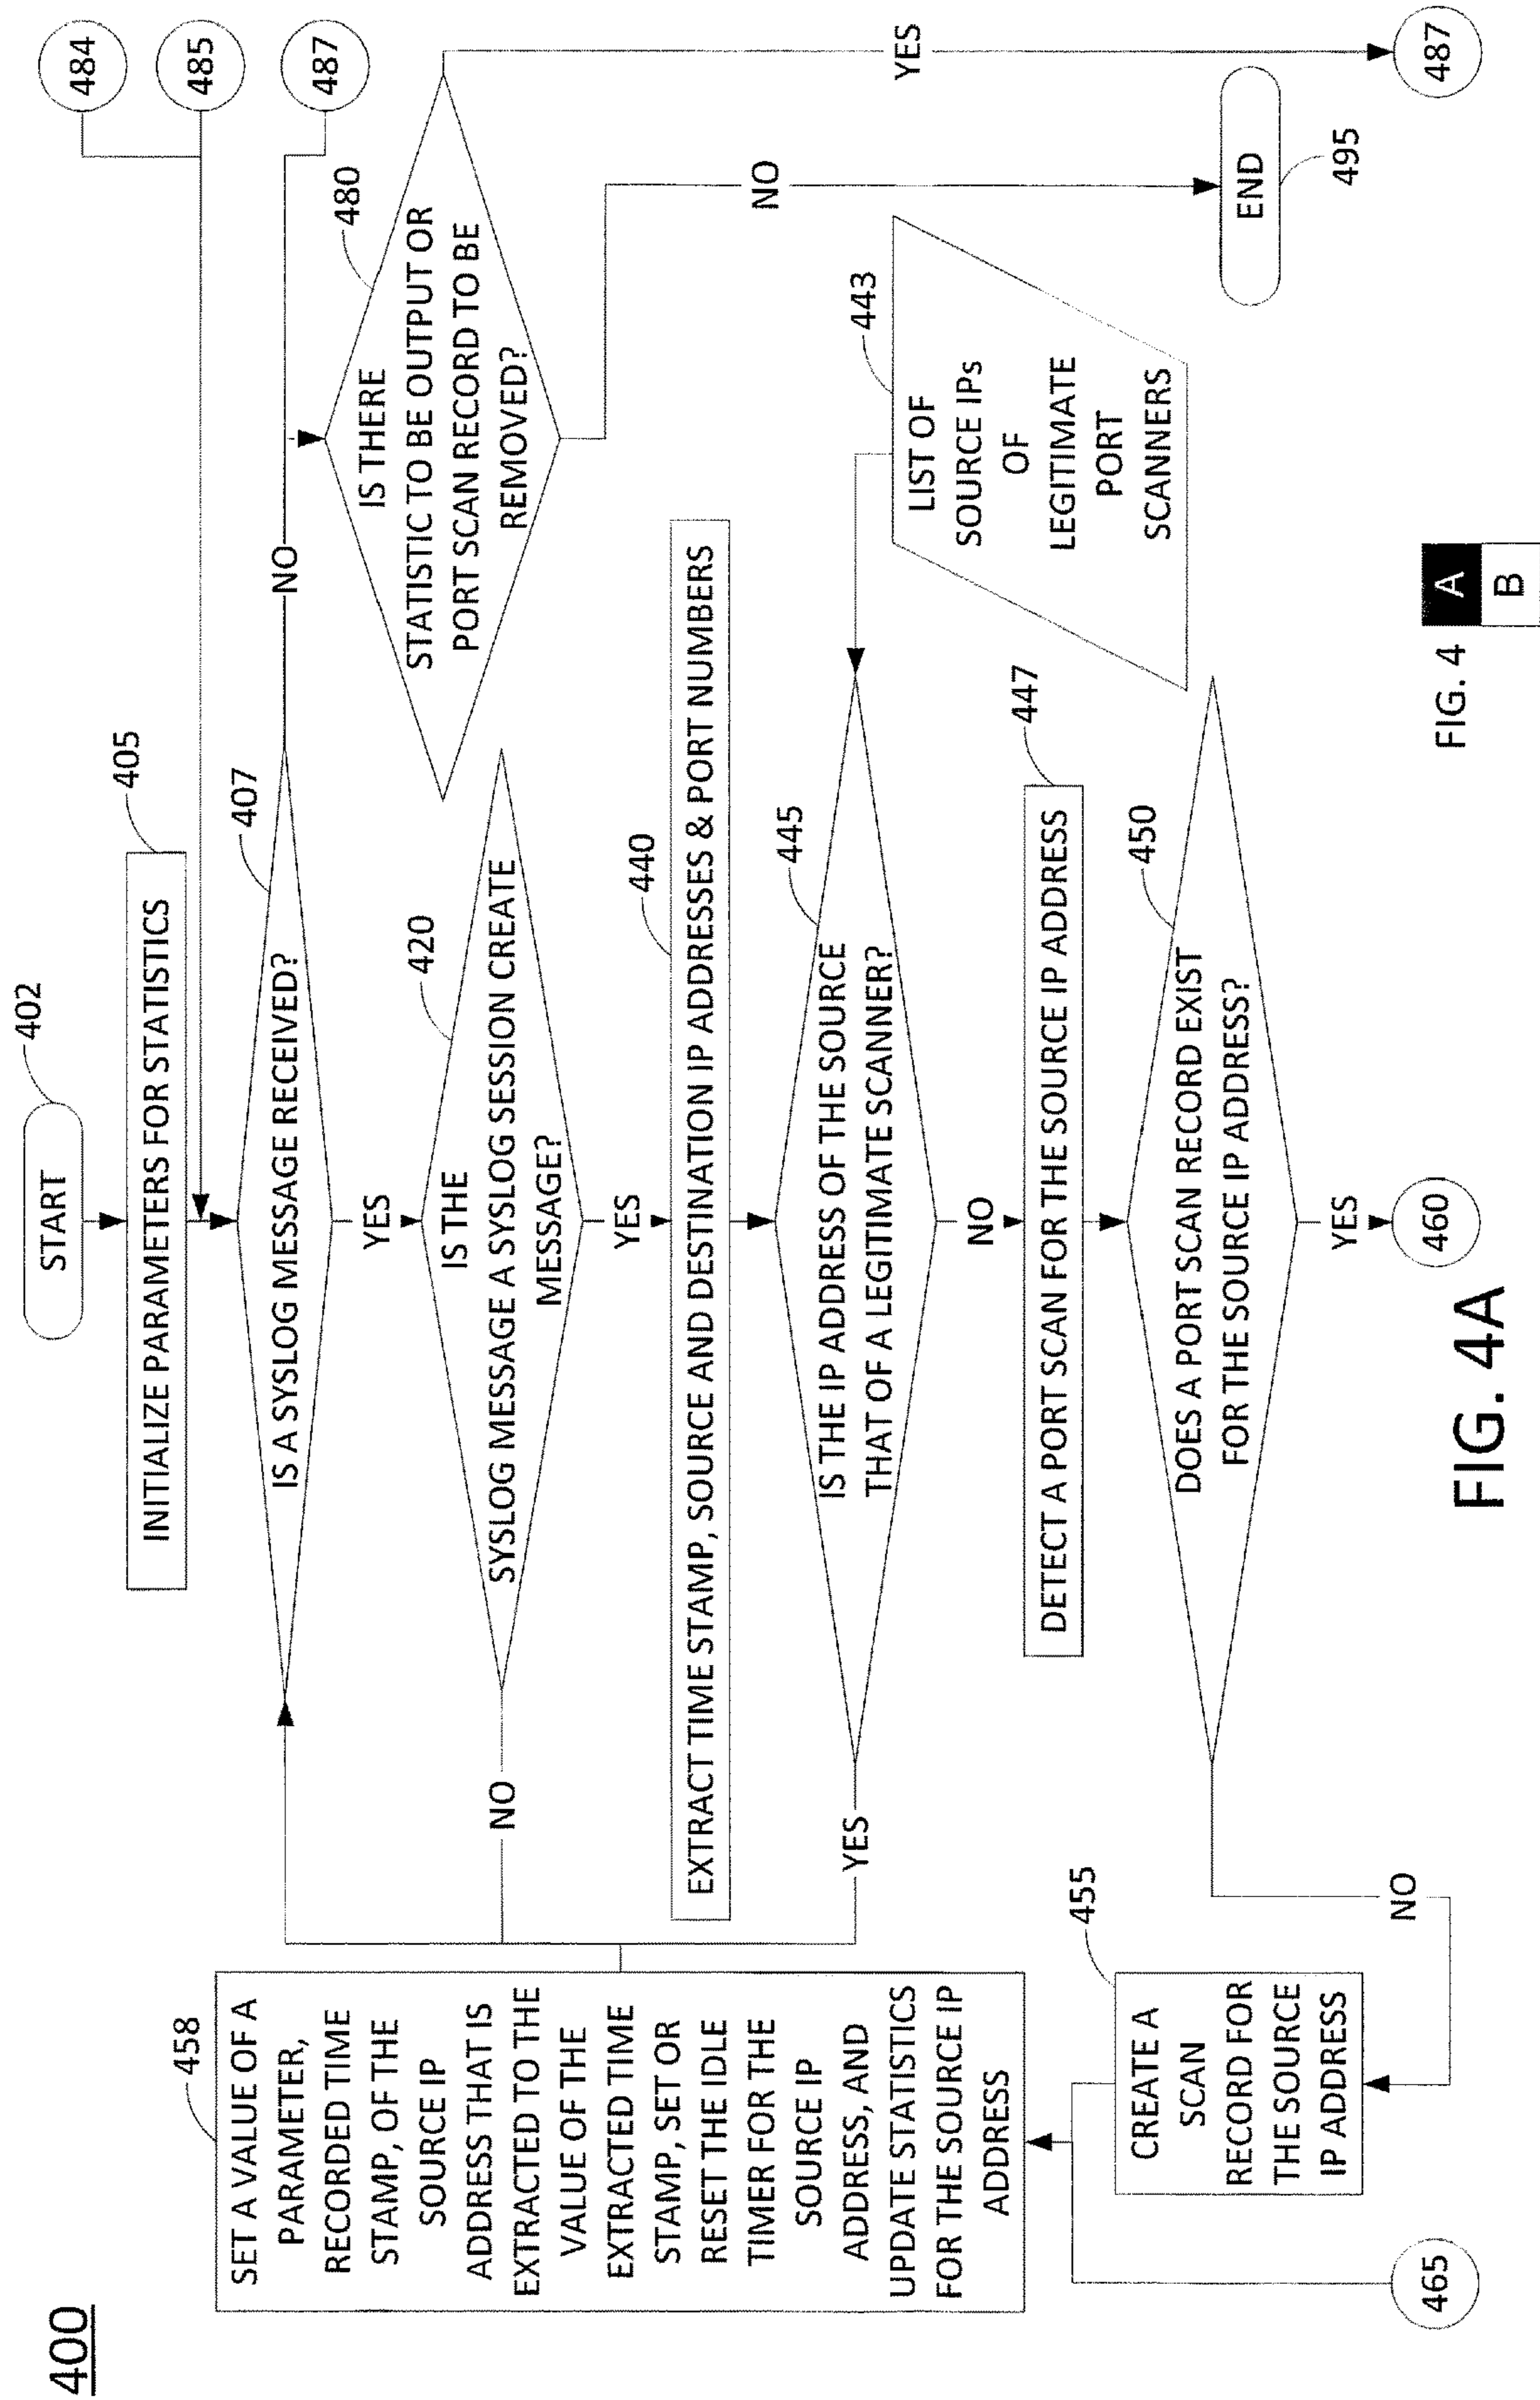 400
START
402
484
485
487
INITIALIZE PARAMETERS FOR STATISTICS
405
IS A SYSLOG MESSAGE RECEIVED?
407
NO
YES
IS THERE
STATISTIC TO BE OUTPUT OR
PORT SCAN RECORD TO BE
REMOVED?
480
YES
NO
IS THE
SYSLOG MESSAGE A SYSLOG SESSION CREATE
MESSAGE?
420
NO
YES
EXTRACT TIME STAMP, SOURCE AND DESTINATION IP ADDRESSES & PORT NUMBERS
440
IS THE IP ADDRESS OF THE SOURCE
THAT OF A LEGITIMATE SCANNER?
445
YES
NO
LIST OF
SOURCE IPs
OF
LEGITIMATE
PORT
SCANNERS
443
DETECT A PORT SCAN FOR THE SOURCE IP ADDRESS
447
DOES A PORT SCAN RECORD EXIST
FOR THE SOURCE IP ADDRESS?
450
NO
YES
SET A VALUE OF A
PARAMETER,
RECORDED TIME
STAMP, OF THE
SOURCE IP
ADDRESS THAT IS
EXTRACTED TO THE
VALUE OF THE
EXTRACTED TIME
STAMP, SET OR
RESET THE IDLE
TIMER FOR THE
SOURCE IP
ADDRESS, AND
UPDATE STATISTICS
FOR THE SOURCE IP
ADDRESS
458
CREATE A
SCAN
RECORD FOR
THE SOURCE
IP ADDRESS
455
465
460
END
495
487
FIG. 4A
FIG. 4
A
B